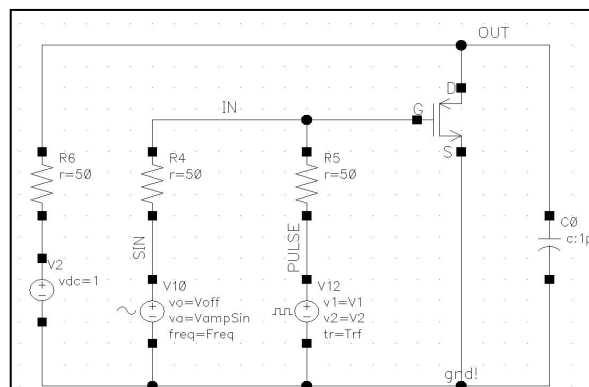 OUT
D
IN
G
R6
r=50
R4
r=50
R5
r=50
S
C0
c:1p
SIN
PULSE
V2
vdc=1
V10
vo=Voff
va=VampSin
freq=Freq
V12
v1=V1
v2=V2
tr=Trf
gnd!